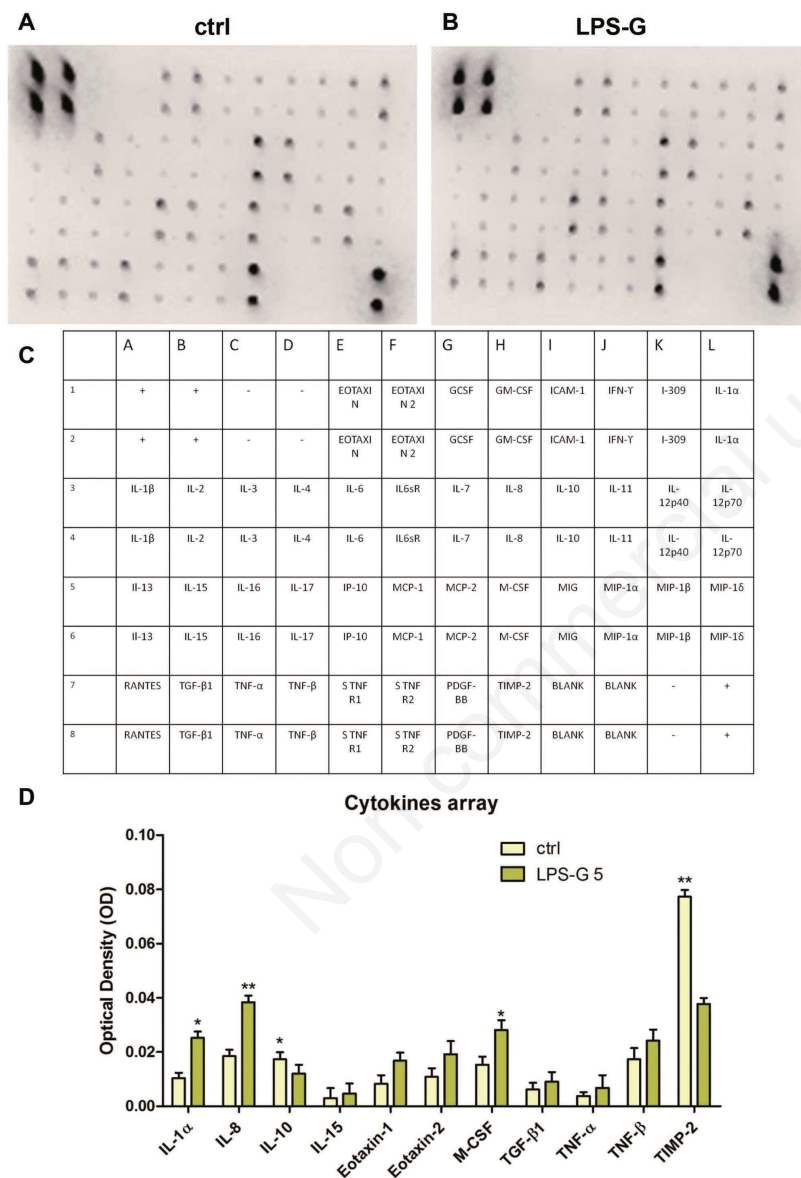 A
ctrl
B
LPS-G
C
A B C D E F G H I J K L
1 + + - - EOTAXI EOTAXI GCSF GM-CSF ICAM-1 IFN-ϒ I-309 IL-1α
N N 2
2 + + - - EOTAXI EOTAXI GCSF GM-CSF ICAM-1 IFN-ϒ I-309 IL-1α
N N 2
3 IL-1β IL-2 IL-3 IL-4 IL-6 IL6sR IL-7 IL-8 IL-10 IL-11 IL- IL-
12p40 12p70
4 IL-1β IL-2 IL-3 IL-4 IL-6 IL6sR IL-7 IL-8 IL-10 IL-11 IL- IL-
12p40 12p70
5 Il-13 IL-15 IL-16 IL-17 IP-10 MCP-1 MCP-2 M-CSF MIG MIP-1α MIP-1β MIP-1δ
6 Il-13 IL-15 IL-16 IL-17 IP-10 MCP-1 MCP-2 M-CSF MIG MIP-1α MIP-1β MIP-1δ
7 RANTES TGF-β1 TNF-α TNF-β S TNF S TNF PDGF- TIMP-2 BLANK BLANK - +
R1 R2 BB
8 RANTES TGF-β1 TNF-α TNF-β S TNF S TNF PDGF- TIMP-2 BLANK BLANK - +
R1 R2 BB
Non commercial u
D
Cytokines array
Optical Density (OD)
0.10
0.08
0.06
0.04
0.02
0.00
ctrl
LPS-G 5
*
**
*
*
**
IL-1α
IL-8
IL-10
IL-15
Eotaxin-1
Eotaxin-2
M-CSF
TGF-β1
TNF-α
TNF-β
TIMP-2